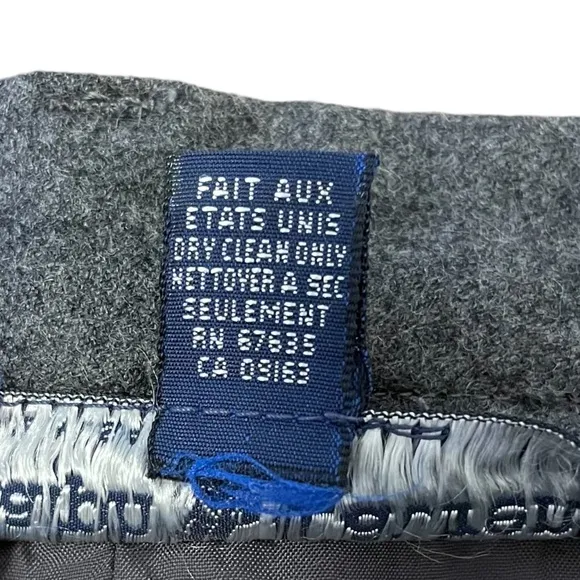 FAIT AUX
ETATS UNIS
DRY CLEAN ONLY
NETTOYER A SEC
SEULEMENT
RN 67635
CA 09163